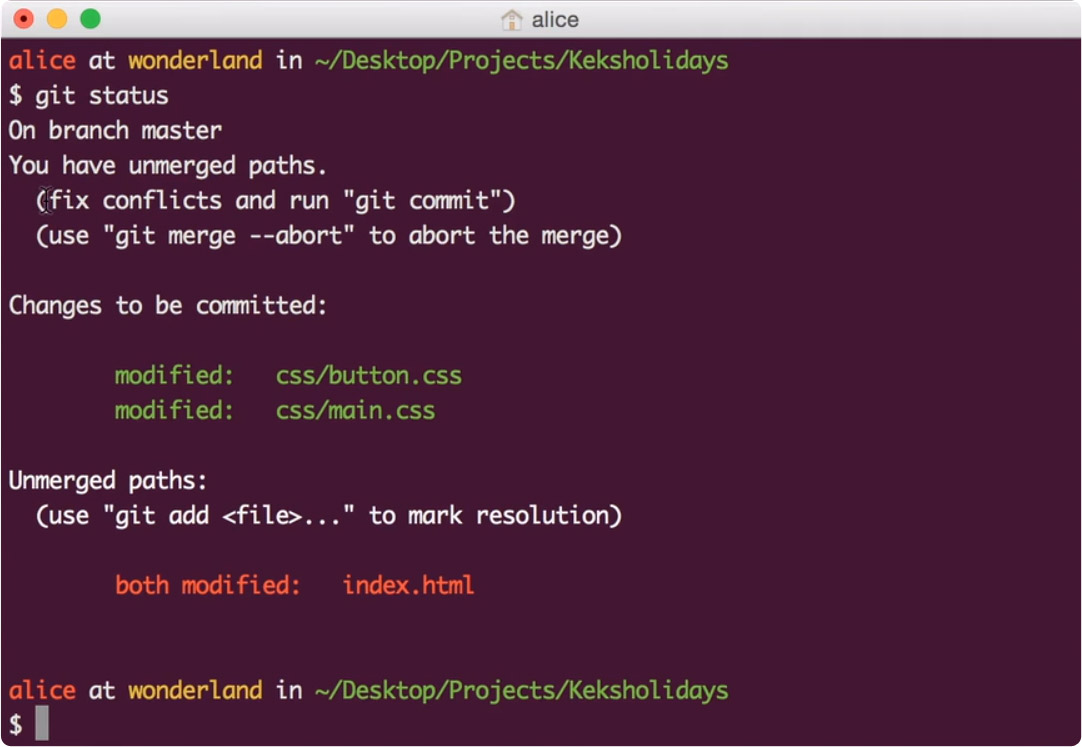 alice
alice at wonderland in ~/Desktop/Projects/Keksholidays
$ git status
On branch master
You have unmerged paths.
  (fix conflicts and run "git commit")
  (use "git merge --abort" to abort the merge)

Changes to be committed:

        modified:   css/button.css
        modified:   css/main.css

Unmerged paths:
  (use "git add <file>..." to mark resolution)

        both modified:   index.html

alice at wonderland in ~/Desktop/Projects/Keksholidays
$